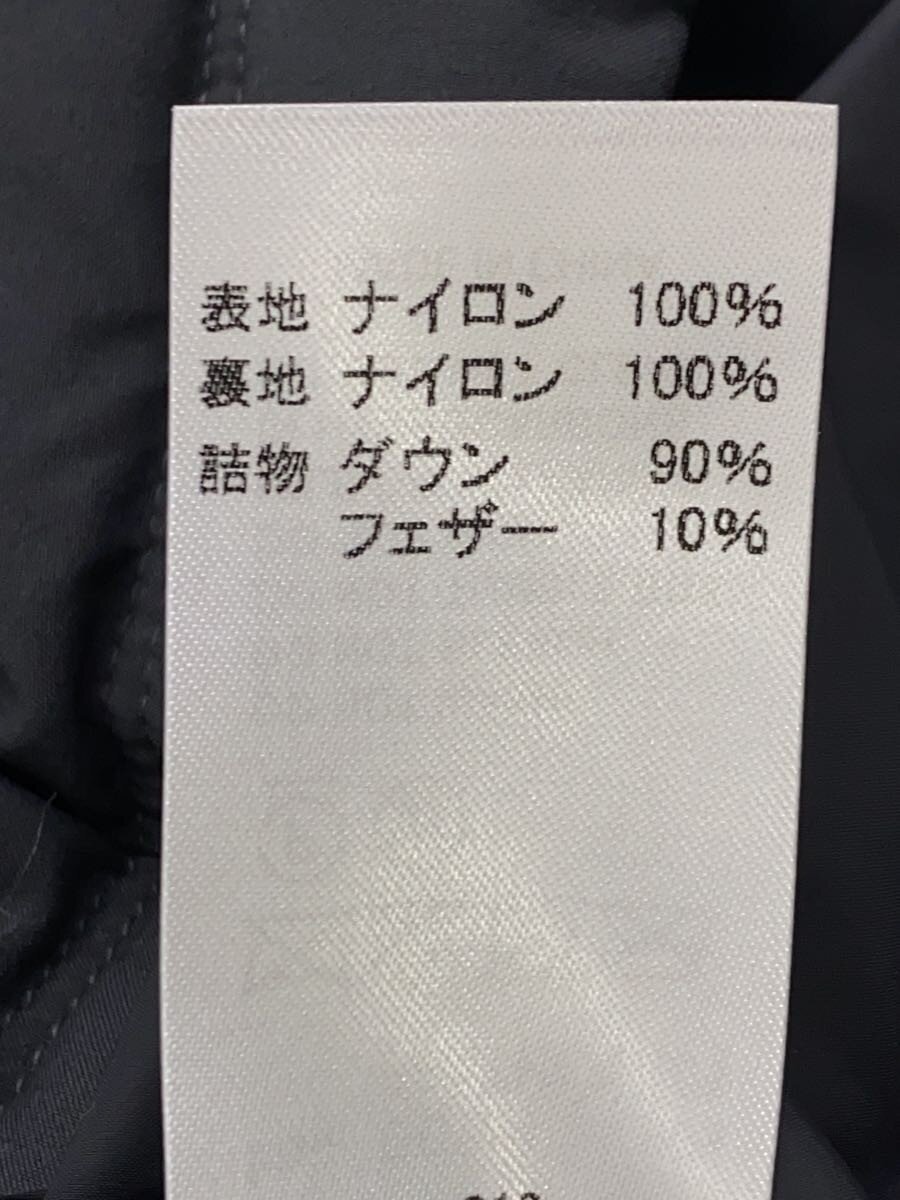 表地 ナイロン 100%
裏地 ナイロン 100%
詰物 ダウン 90%
フェザー 10%